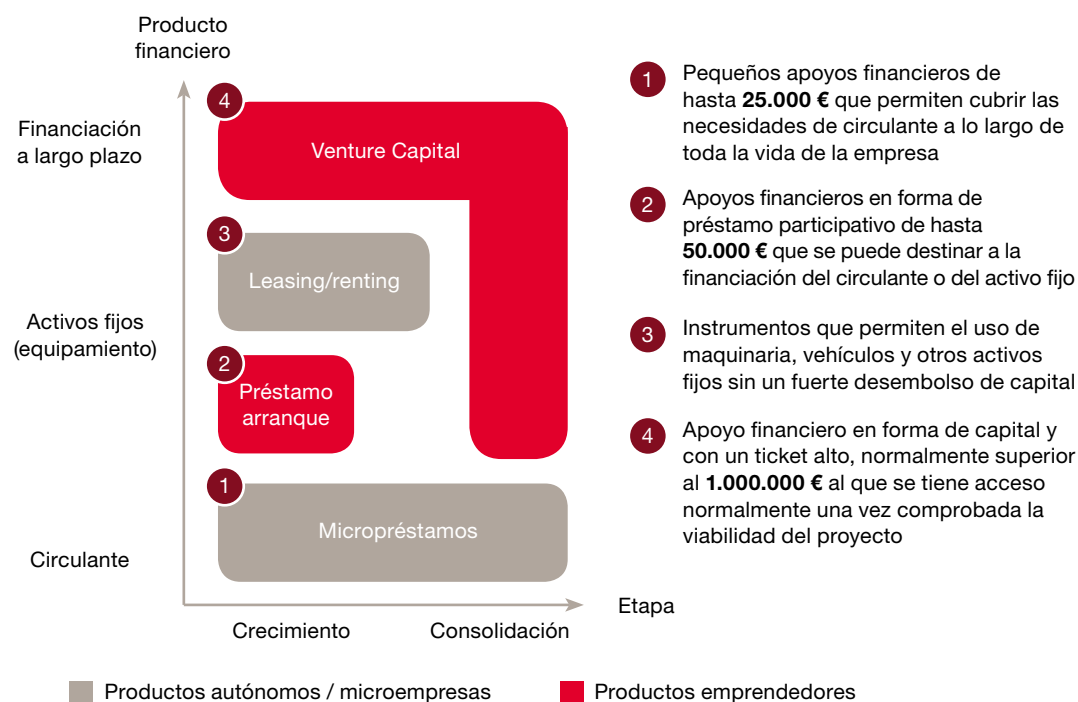 Producto
financiero
Financiación
a largo plazo
Activos fijos
(equipamiento)
Circulante
4
Venture Capital
3
Leasing/renting
2
Préstamo
arranque
1
Micropréstamos
Etapa
Crecimiento
Consolidación
1
Pequeños apoyos financieros de
hasta 25.000 € que permiten cubrir las
necesidades de circulante a lo largo de
toda la vida de la empresa
2
Apoyos financieros en forma de
préstamo participativo de hasta
50.000 € que se puede destinar a la
financiación del circulante o del activo fijo
3
Instrumentos que permiten el uso de
maquinaria, vehículos y otros activos
fijos sin un fuerte desembolso de capital
4
Apoyo financiero en forma de capital y
con un ticket alto, normalmente superior
al 1.000.000 € al que se tiene acceso
normalmente una vez comprobada la
viabilidad del proyecto
Productos autónomos / microempresas
Productos emprendedores